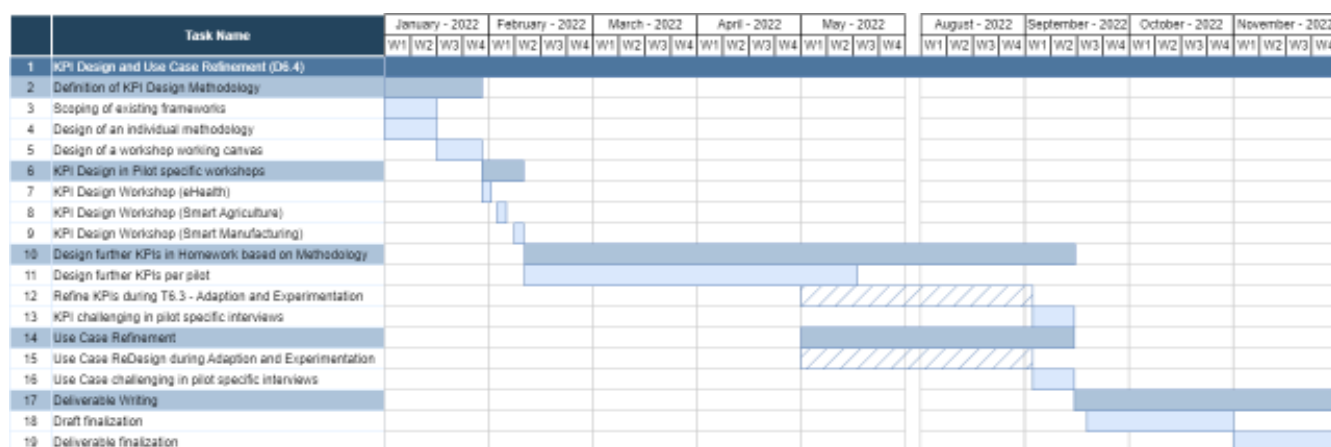 Task Name
January - 2022 February - 2022 March - 2022 April - 2022 May - 2022 August - 2022 September - 2022 October - 2022 November - 2022
W1 W2 W3 W4 W1 W2 W3 W4 W1 W2 W3 W4 W1 W2 W3 W4 W1 W2 W3 W4 W1 W2 W3 W4 W1 W2 W3 W4 W1 W2 W3 W4 W1 W2 W3 W4
1 KPI Design and Use Case Refinement (D6.4)
2 Definition of KPI Design Methodology
3 Scoping of existing frameworks
4 Design of an individual methodology
5 Design of a workshop working canvas
6 KPI Design in Pilot specific workshops
7 KPI Design Workshop (eHealth)
8 KPI Design Workshop (Smart Agriculture)
9 KPI Design Workshop (Smart Manufacturing)
10 Design further KPIs in Homework based on Methodology
11 Design further KPIs per pilot
12 Refine KPIs during T6.3 - Adaption and Experimentation
13 KPI challenging in pilot specific interviews
14 Use Case Refinement
15 Use Case ReDesign during Adaption and Experimentation
16 Use Case challenging in pilot specific interviews
17 Deliverable Writing
18 Draft finalization
19 Deliverable finalization